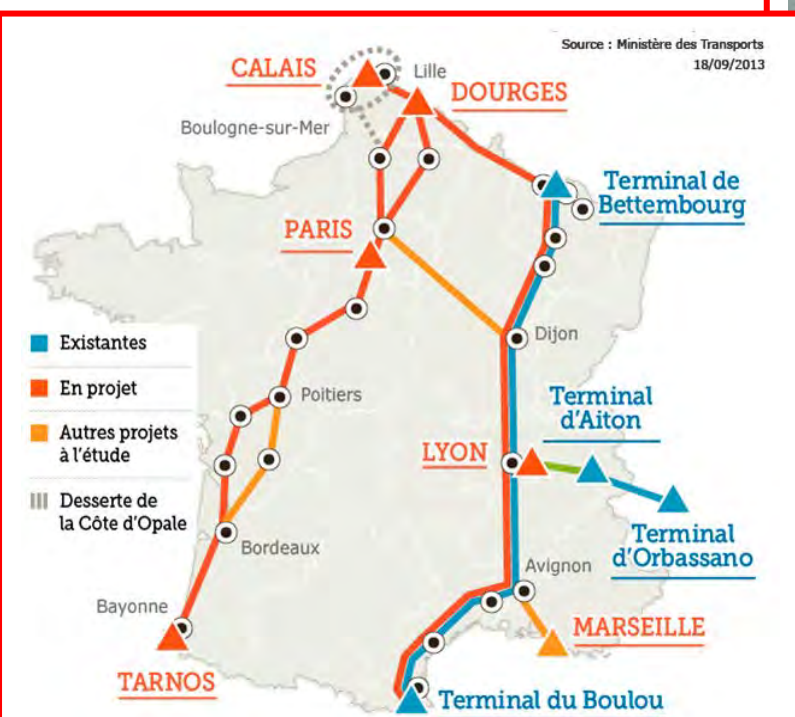 Source : Ministère des Transports
18/09/2013
CALAIS
Lille
DOURGES
Boulogne-sur-Mer
Terminal de
Bettembourg
PARIS
Existantes
Dijon
En projet
Poitiers
Terminal
d'Aiton
Autres projets
à l'étude
LYON
Desserte de
la Côte d'Opale
Terminal
d'Orbassano
Bordeaux
Avignon
Bayonne
MARSEILLE
TARNOS
Terminal du Boulou